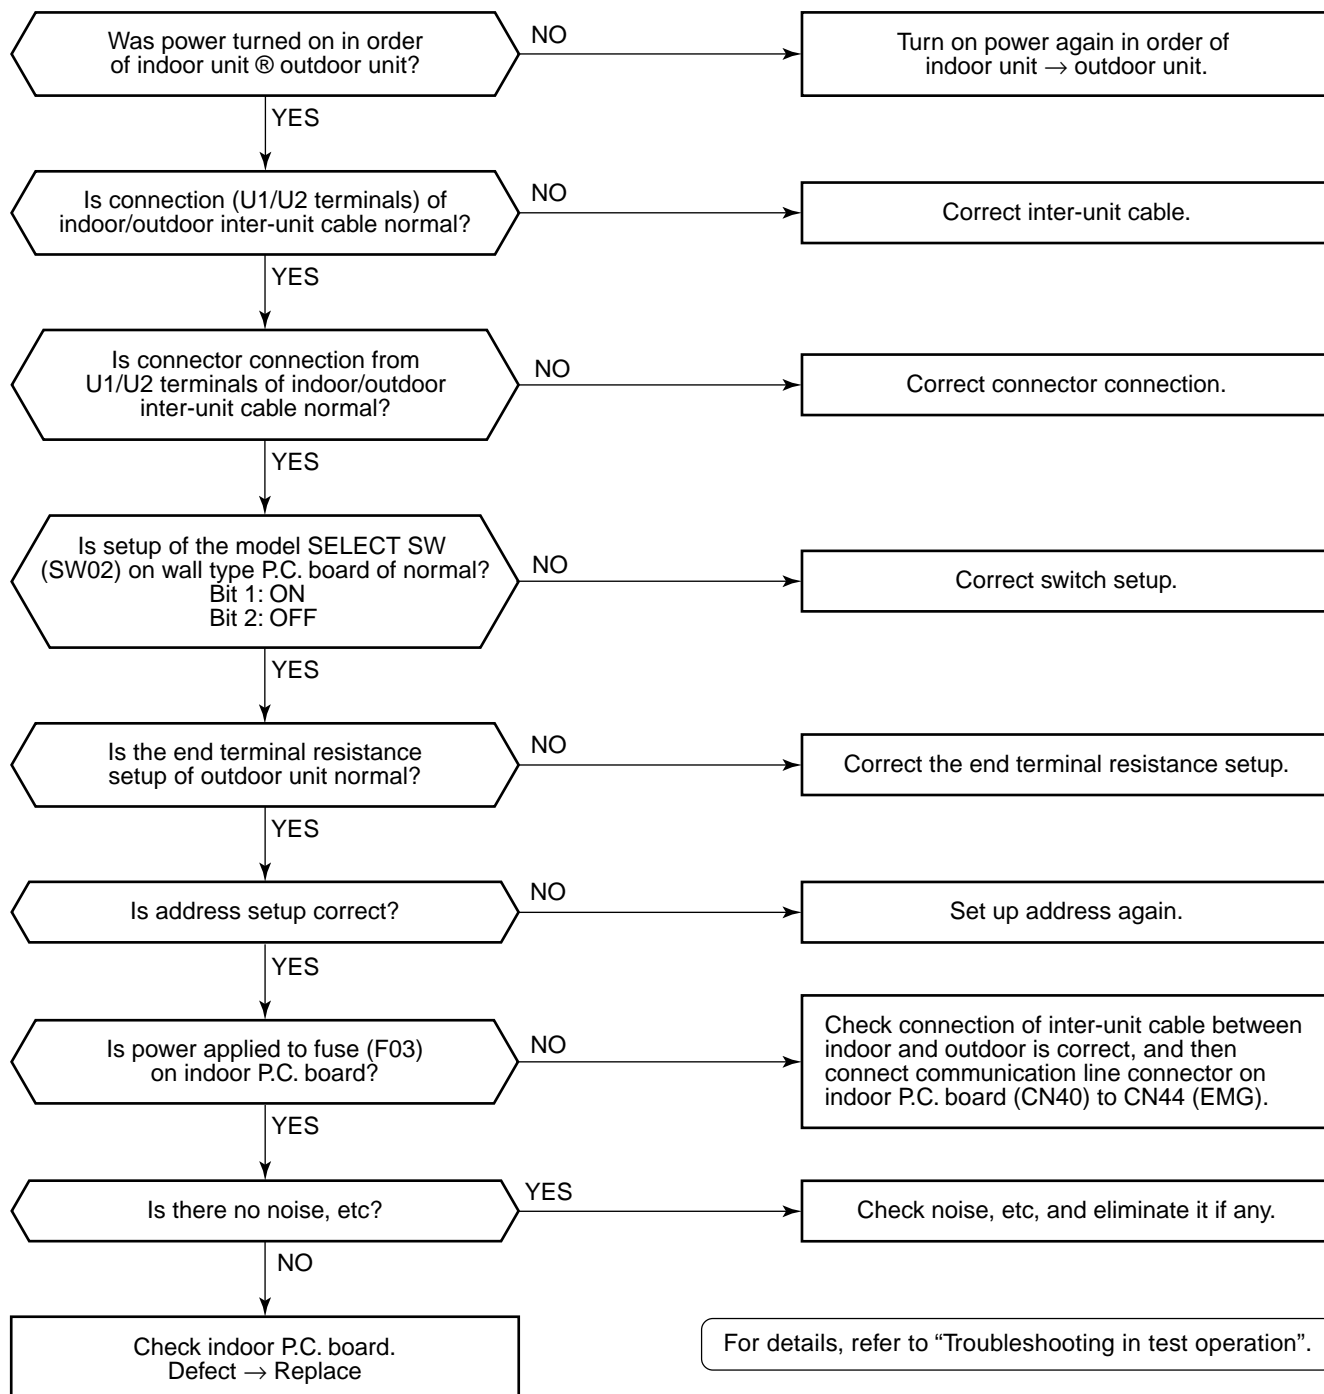 Was power turned on in order
of indoor unit ® outdoor unit?
NO
Turn on power again in order of
indoor unit → outdoor unit.
YES
Is connection (U1/U2 terminals) of
indoor/outdoor inter-unit cable normal?
NO
Correct inter-unit cable.
YES
Is connector connection from
U1/U2 terminals of indoor/outdoor
inter-unit cable normal?
NO
Correct connector connection.
YES
Is setup of the model SELECT SW
(SW02) on wall type P.C. board of normal?
Bit 1: ON
Bit 2: OFF
NO
Correct switch setup.
YES
Is the end terminal resistance
setup of outdoor unit normal?
NO
Correct the end terminal resistance setup.
YES
Is address setup correct?
NO
Set up address again.
YES
Is power applied to fuse (F03)
on indoor P.C. board?
NO
Check connection of inter-unit cable between
indoor and outdoor is correct, and then
connect communication line connector on
indoor P.C. board (CN40) to CN44 (EMG).
YES
Is there no noise, etc?
YES
Check noise, etc, and eliminate it if any.
NO
Check indoor P.C. board.
Defect → Replace
For details, refer to “Troubleshooting in test operation”.